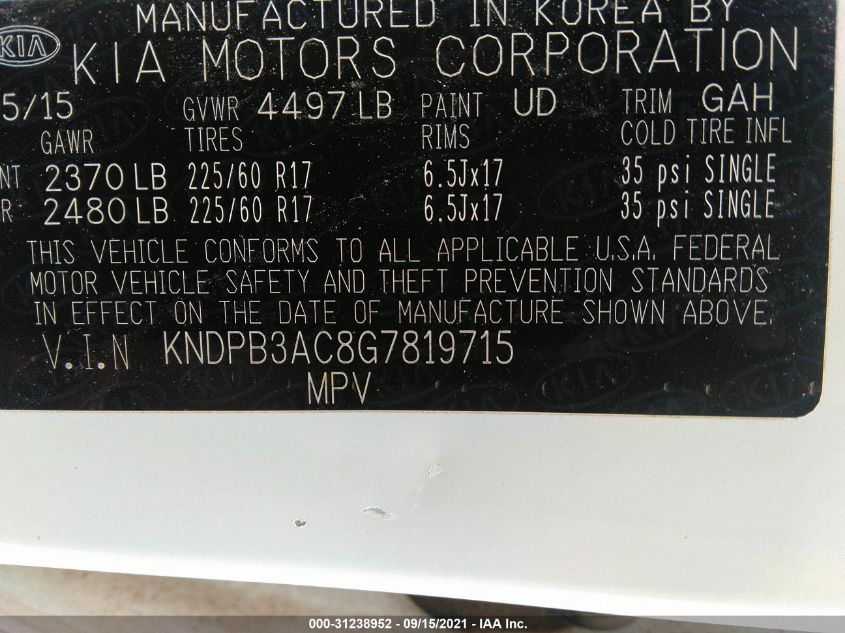 MANUFACTURED IN KOREA BY
KIA KIA MOTORS CORPORATION
5/15 GVWR 4497 LB PAINT UD TRIM GAH
GAWR TIRES RIMS COLD TIRE INFL
NT 2370 LB 225/60 R17 6.5Jx17 35 psi SINGLE
R 2480 LB 225/60 R17 6.5Jx17 35 psi SINGLE
THIS VEHICLE CONFORMS TO ALL APPLICABLE U.S.A. FEDERAL
MOTOR VEHICLE SAFETY AND THEFT PREVENTION STANDARDS
IN EFFECT ON THE DATE OF MANUFACTURE SHOWN ABOVE.
V.I.N KNDPB3AC8G7819715
MPV
000-31238952 - 09/15/2021 - IAA Inc.